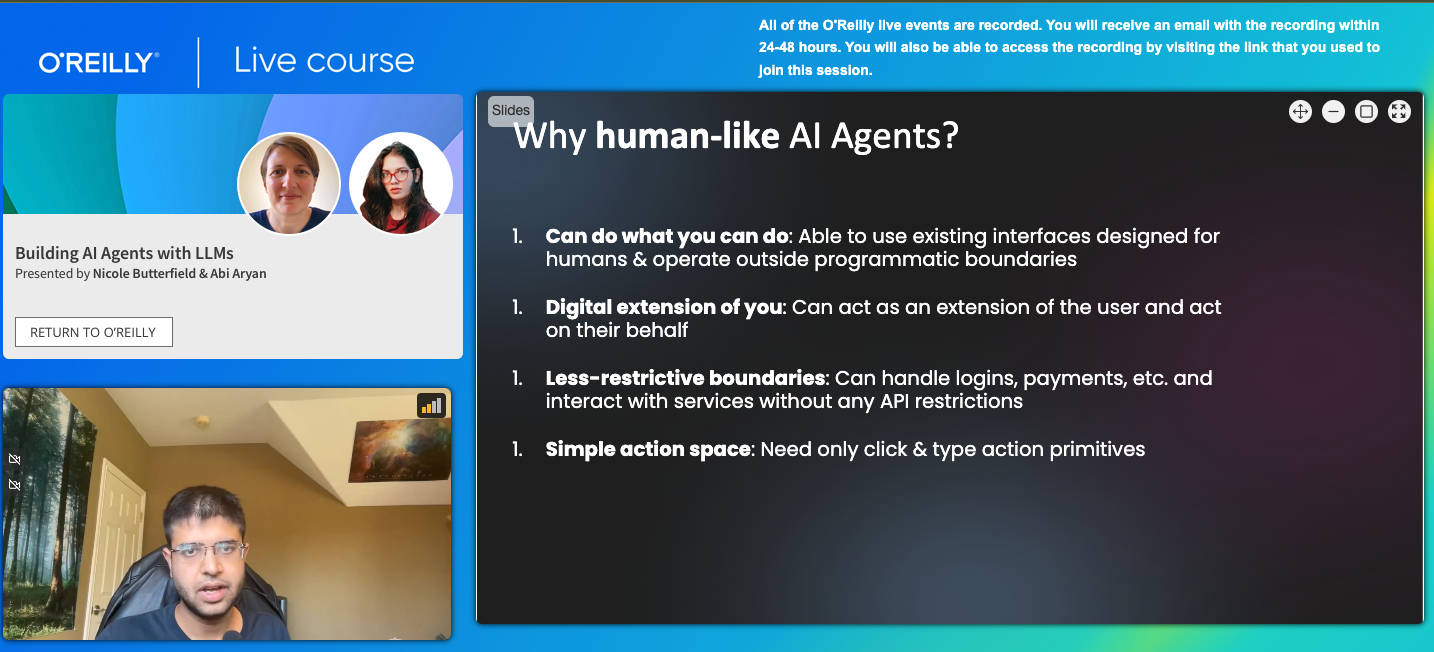 All of the O'Reilly live events are recorded. You will receive an email with the recording within
24-48 hours. You will also be able to access the recording by visiting the link that you used to
join this session.
O'REILLY®
Live course
Building AI Agents with LLMs
Presented by Nicole Butterfield & Abi Aryan
RETURN TO O'REILLY
Slides
Why human-like AI Agents?
1. Can do what you can do: Able to use existing interfaces designed for
humans & operate outside programmatic boundaries
1. Digital extension of you: Can act as an extension of the user and act
on their behalf
1. Less-restrictive boundaries: Can handle logins, payments, etc. and
interact with services without any API restrictions
1. Simple action space: Need only click & type action primitives